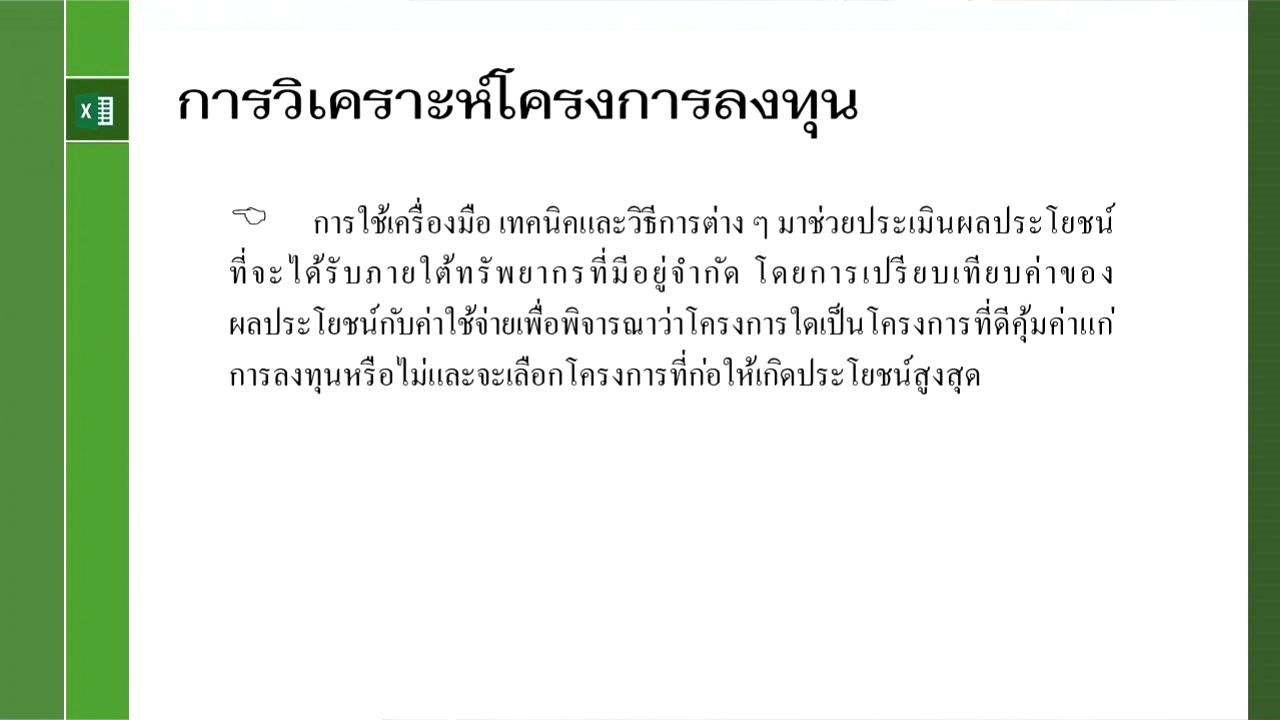 การวิเคราะห์โครงการลงทุน
การใช้เครื่องมือ เทคนิคและวิธีการต่าง ๆ มาช่วยประเมินผลประโยชน์
ที่จะได้รับภายใต้ทรัพยากรที่มีอยู่จำกัด โดยการเปรียบเทียบค่าของ
ผลประโยชน์กับค่าใช้จ่ายเพื่อพิจารณาว่าโครงการใดเป็นโครงการที่ดีคุ้มค่าแก่
การลงทุนหรือไม่และจะเลือกโครงการที่ก่อให้เกิดประโยชน์สูงสุด
X